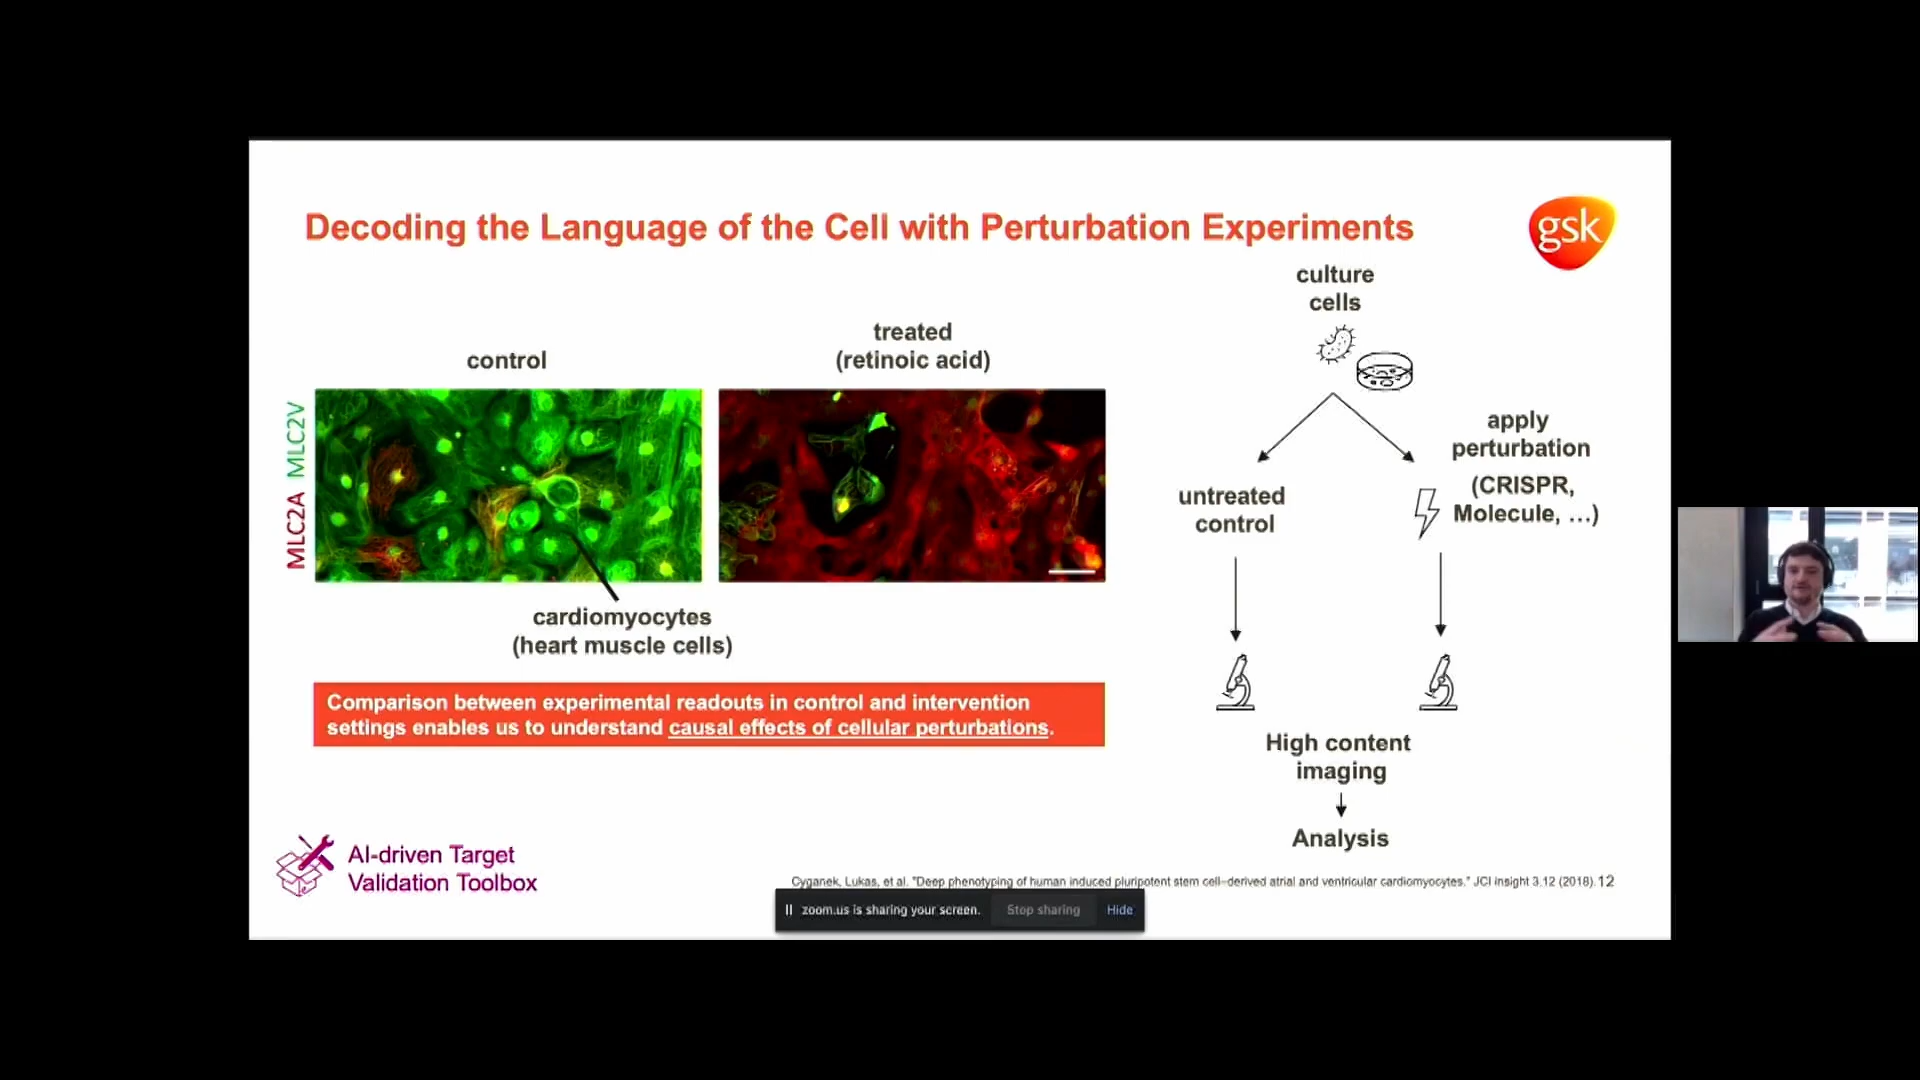 Decoding the Language of the Cell with Perturbation Experiments
gsk
control
treated
(retinoic acid)
MLC2A MLC2V
cardiomyocytes
(heart muscle cells)
Comparison between experimental readouts in control and intervention
settings enables us to understand causal effects of cellular perturbations.
culture
cells
untreated
control
apply
perturbation
(CRISPR,
Molecule, ...)
High content
imaging
Analysis
AI-driven Target
Validation Toolbox
Cyganek, Lukas, et al. "Deep phenotyping of human induced pluripotent stem cell–derived atrial and ventricular cardiomyocytes." JCI insight 3.12 (2018). 12
zoom.us is sharing your screen. Stop sharing Hide